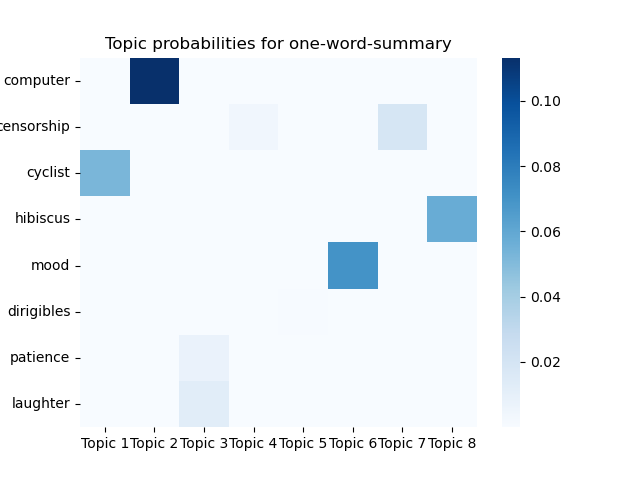 Topic probabilities for one-word-summary
computer
censorship
cyclist
hibiscus
mood
dirigibles
patience
laughter
Topic 1 Topic 2 Topic 3 Topic 4 Topic 5 Topic 6 Topic 7 Topic 8
0.10
0.08
0.06
0.04
0.02